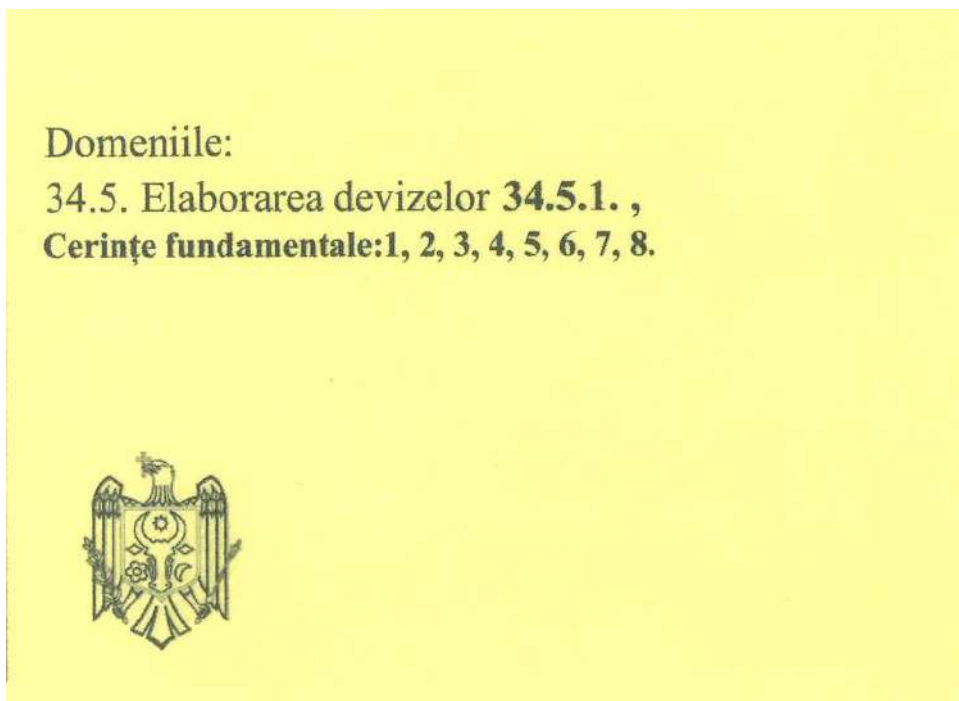 Domeniile:
34.5. Elaborarea devizelor 34.5.1. ,
Cerințe fundamentale:1, 2, 3, 4, 5, 6, 7, 8.